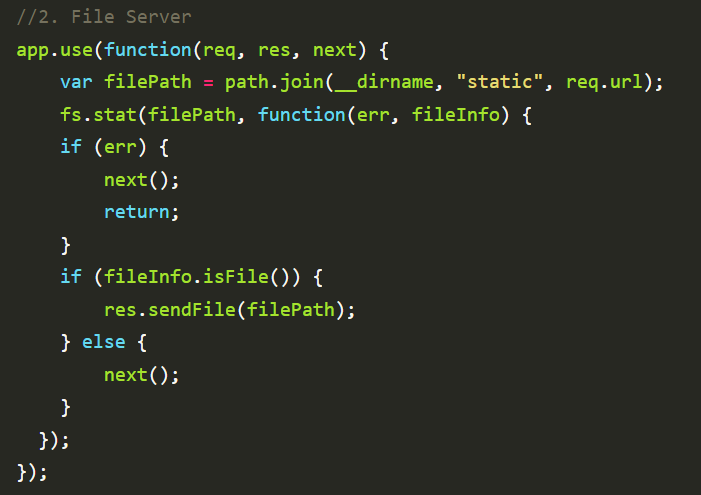 //2. File Server
app.use(function(req, res, next) {
    var filePath = path.join(__dirname, "static", req.url);
    fs.stat(filePath, function(err, fileInfo) {
    if (err) {
        next();
        return;
    }
    if (fileInfo.isFile()) {
        res.sendFile(filePath);
    } else {
        next();
    }
  });
});